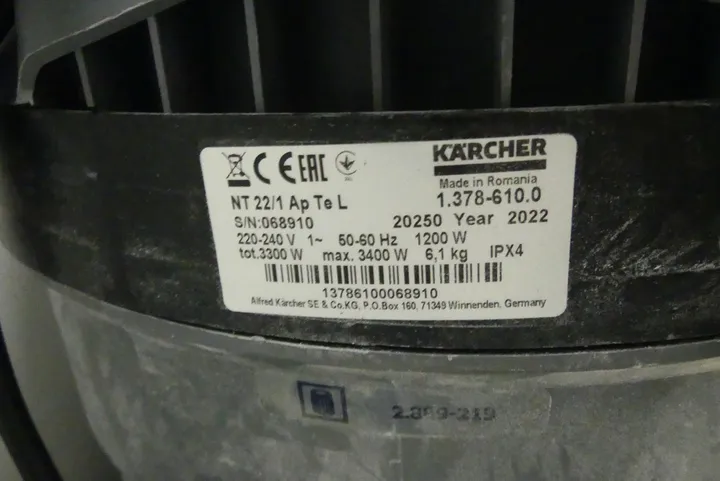 CE EAC
KÄRCHER
Made in Romania
NT 22/1 Ap Te L 1.378-610.0
S/N:068910 20250 Year 2022
220-240 V 1~ 50-60 Hz 1200 W
tot.3300 W max. 3400 W 6,1 kg IPX4
13786100068910
Alfred Kärcher SE & Co.KG, P.O.Box 160, 71349 Winnenden, Germany